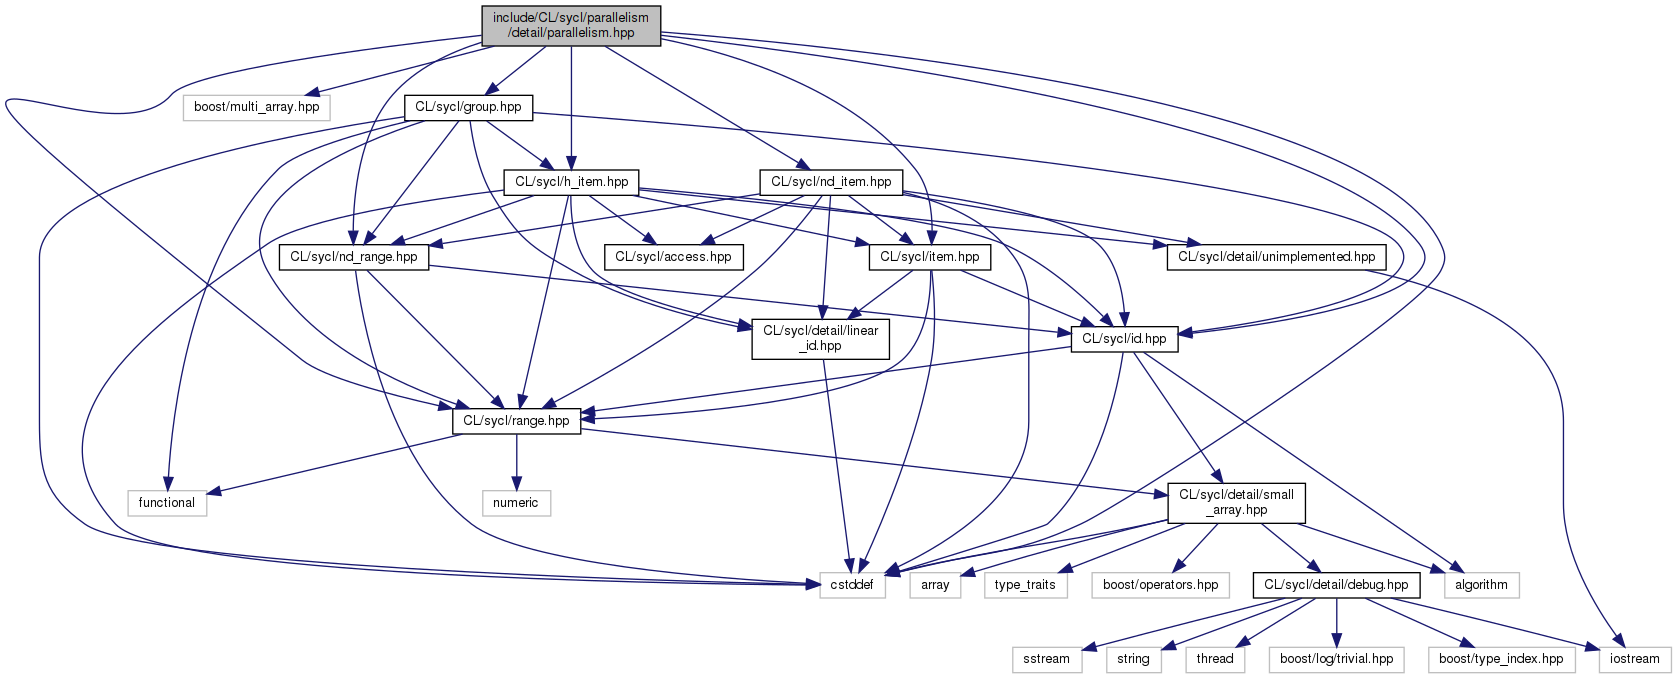 include/CL/sycl/parallelism
/detail/parallelism.hpp
boost/multi_array.hpp
CL/sycl/group.hpp
CL/sycl/h_item.hpp
CL/sycl/nd_item.hpp
CL/sycl/nd_range.hpp
CL/sycl/access.hpp
CL/sycl/item.hpp
CL/sycl/detail/unimplemented.hpp
CL/sycl/detail/linear
_id.hpp
CL/sycl/id.hpp
CL/sycl/range.hpp
functional
numeric
CL/sycl/detail/small
_array.hpp
cstddef
array
type_traits
boost/operators.hpp
CL/sycl/detail/debug.hpp
algorithm
sstream
string
thread
boost/log/trivial.hpp
boost/type_index.hpp
iostream